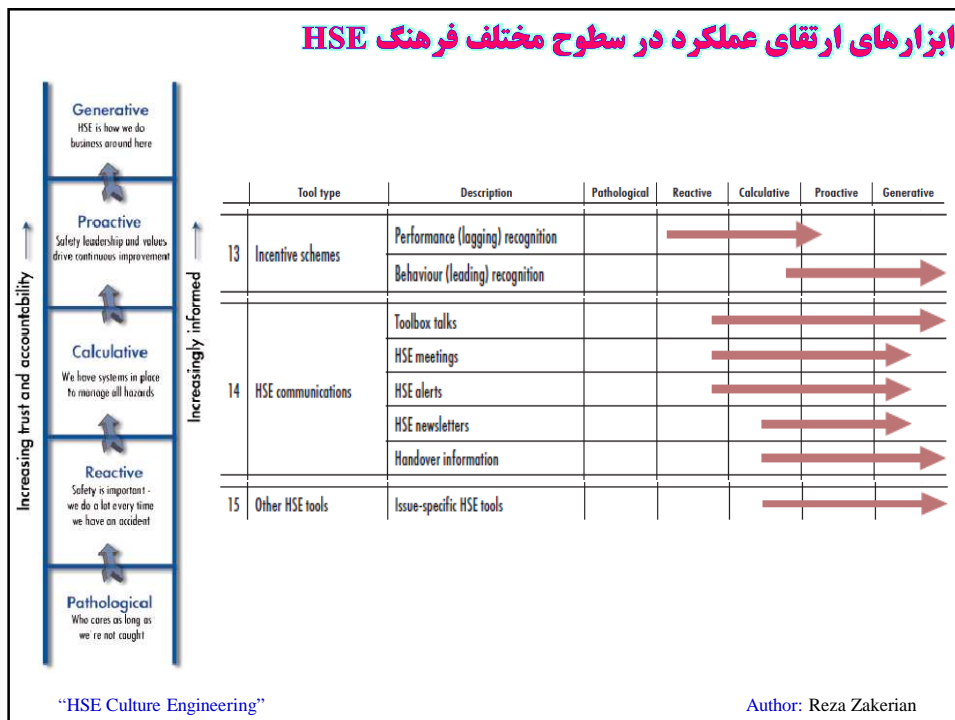 ابزارهای ارتقای عملکرد در سطوح مختلف فرهنگ HSE
Increasing trust and accountability
Generative
HSE is how we do
business around here
Proactive
Safety leadership and values
drive continuous improvement
Calculative
We have systems in place
to manage all hazards
Reactive
Safety is important -
we do a lot every time
we have an accident
Pathological
Who cares as long as
we're not caught
Increasingly informed
Tool type Description Pathological Reactive Calculative Proactive Generative
13 Incentive schemes Performance (lagging) recognition
Behaviour (leading) recognition
14 HSE communications Toolbox talks
HSE meetings
HSE alerts
HSE newsletters
Handover information
15 Other HSE tools Issue-specific HSE tools
“HSE Culture Engineering” Author: Reza Zakerian